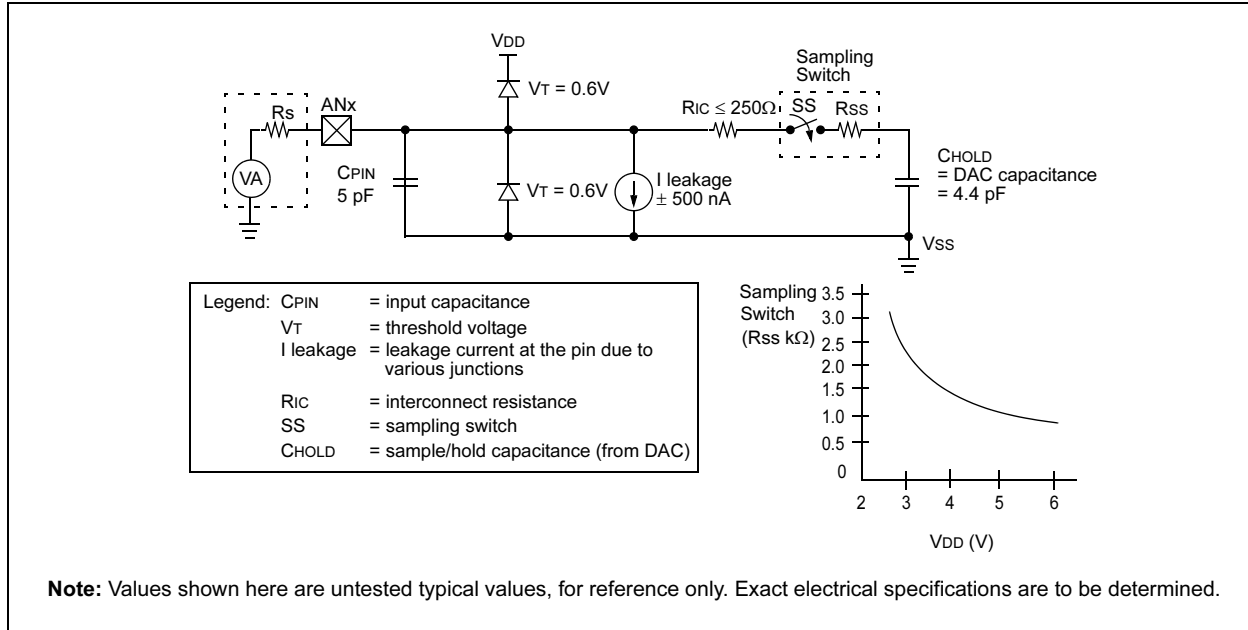 VDD
VT = 0.6V
ANx
Rs
VA
CPIN
5 pF
VT = 0.6V
I leakage
± 500 nA
RIC ≤ 250Ω
Sampling
Switch
SS
RSS
CHOLD
= DAC capacitance
= 4.4 pF
VSS
Legend: CPIN = input capacitance
VT = threshold voltage
I leakage = leakage current at the pin due to
various junctions
RIC = interconnect resistance
SS = sampling switch
CHOLD = sample/hold capacitance (from DAC)
Sampling
Switch
(Rss kΩ)
3.5
3.0
2.5
2.0
1.5
1.0
0.5
0
2 3 4 5 6
VDD (V)
Note: Values shown here are untested typical values, for reference only. Exact electrical specifications are to be determined.